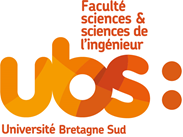 Faculté
sciences &
sciences de
l'ingénieur
ubs:
Université Bretagne Sud